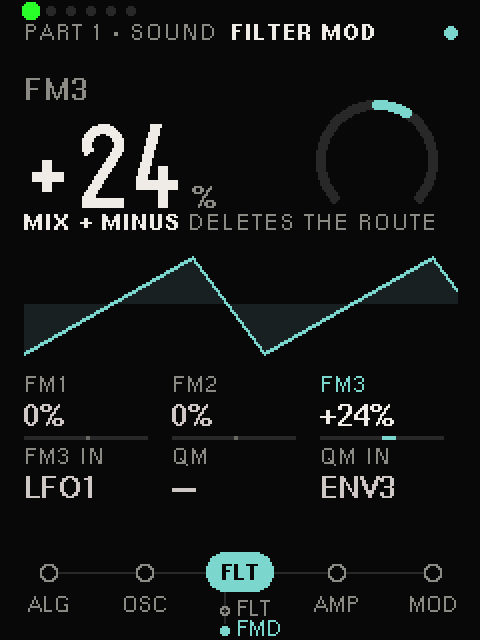 PART 1 · SOUND FILTER MOD
FM3
+24 %
MIX + MINUS DELETES THE ROUTE
FM1 FM2 FM3
0% 0% +24%
FM3 IN QM QM IN
LFO1 — ENV3
ALG OSC FLT AMP MOD
FLT
FMD